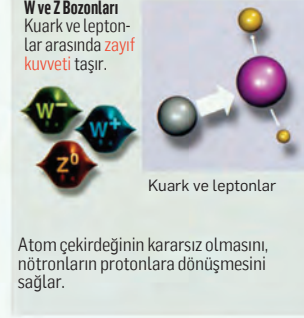 W ve Z Bozonları
Kuark ve lepton-
lar arasında zayıf
kuvveti taşır.
W−
W+
Z0
Kuark ve leptonlar
Atom çekirdeğinin kararsız olmasını,
nötronların protonlara dönüşmesini
sağlar.